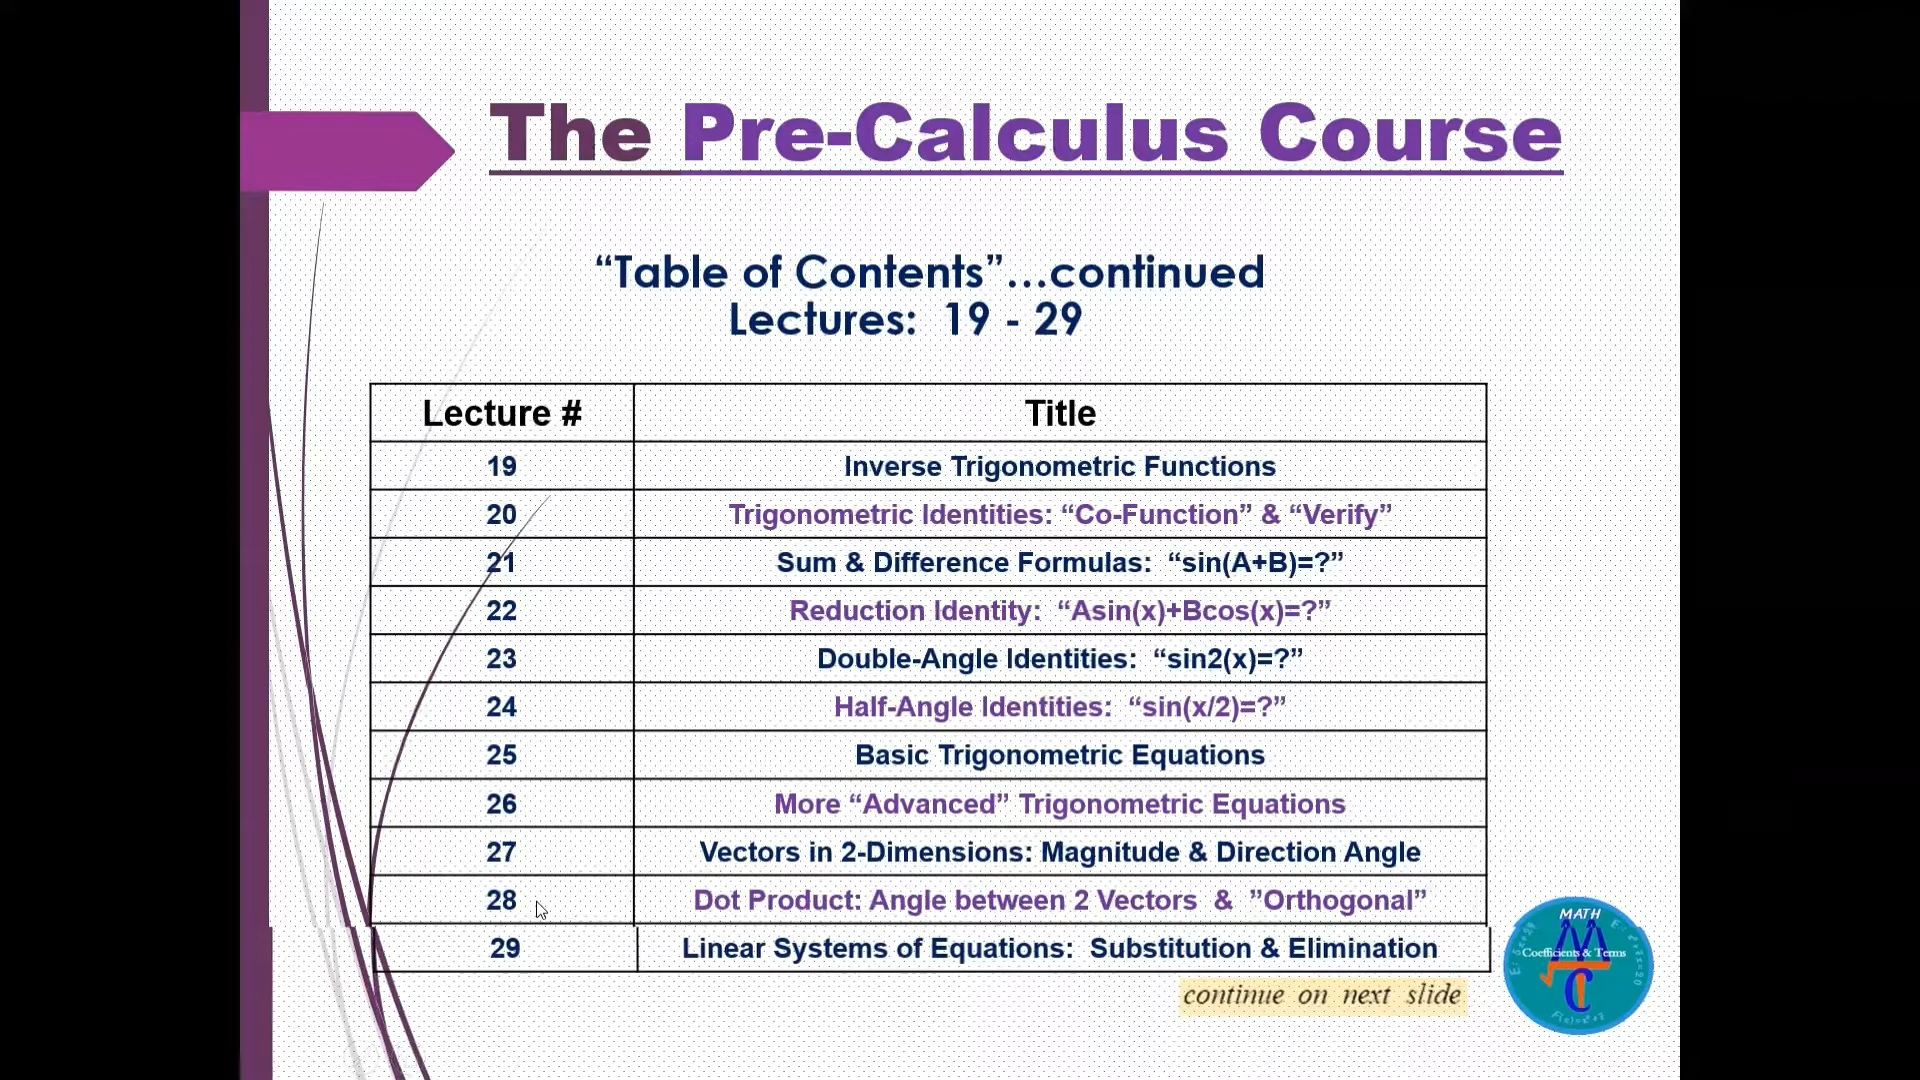 The Pre-Calculus Course
“Table of Contents”...continued
Lectures: 19 - 29
Lecture # Title
19 Inverse Trigonometric Functions
20 Trigonometric Identities: “Co-Function” & “Verify”
21 Sum & Difference Formulas: “sin(A+B)=?”
22 Reduction Identity: “Asin(x)+Bcos(x)=?”
23 Double-Angle Identities: “sin2(x)=?”
24 Half-Angle Identities: “sin(x/2)=?”
25 Basic Trigonometric Equations
26 More “Advanced” Trigonometric Equations
27 Vectors in 2-Dimensions: Magnitude & Direction Angle
28 Dot Product: Angle between 2 Vectors & ”Orthogonal”
29 Linear Systems of Equations: Substitution & Elimination
continue on next slide
MATH
Coefficients & Terms